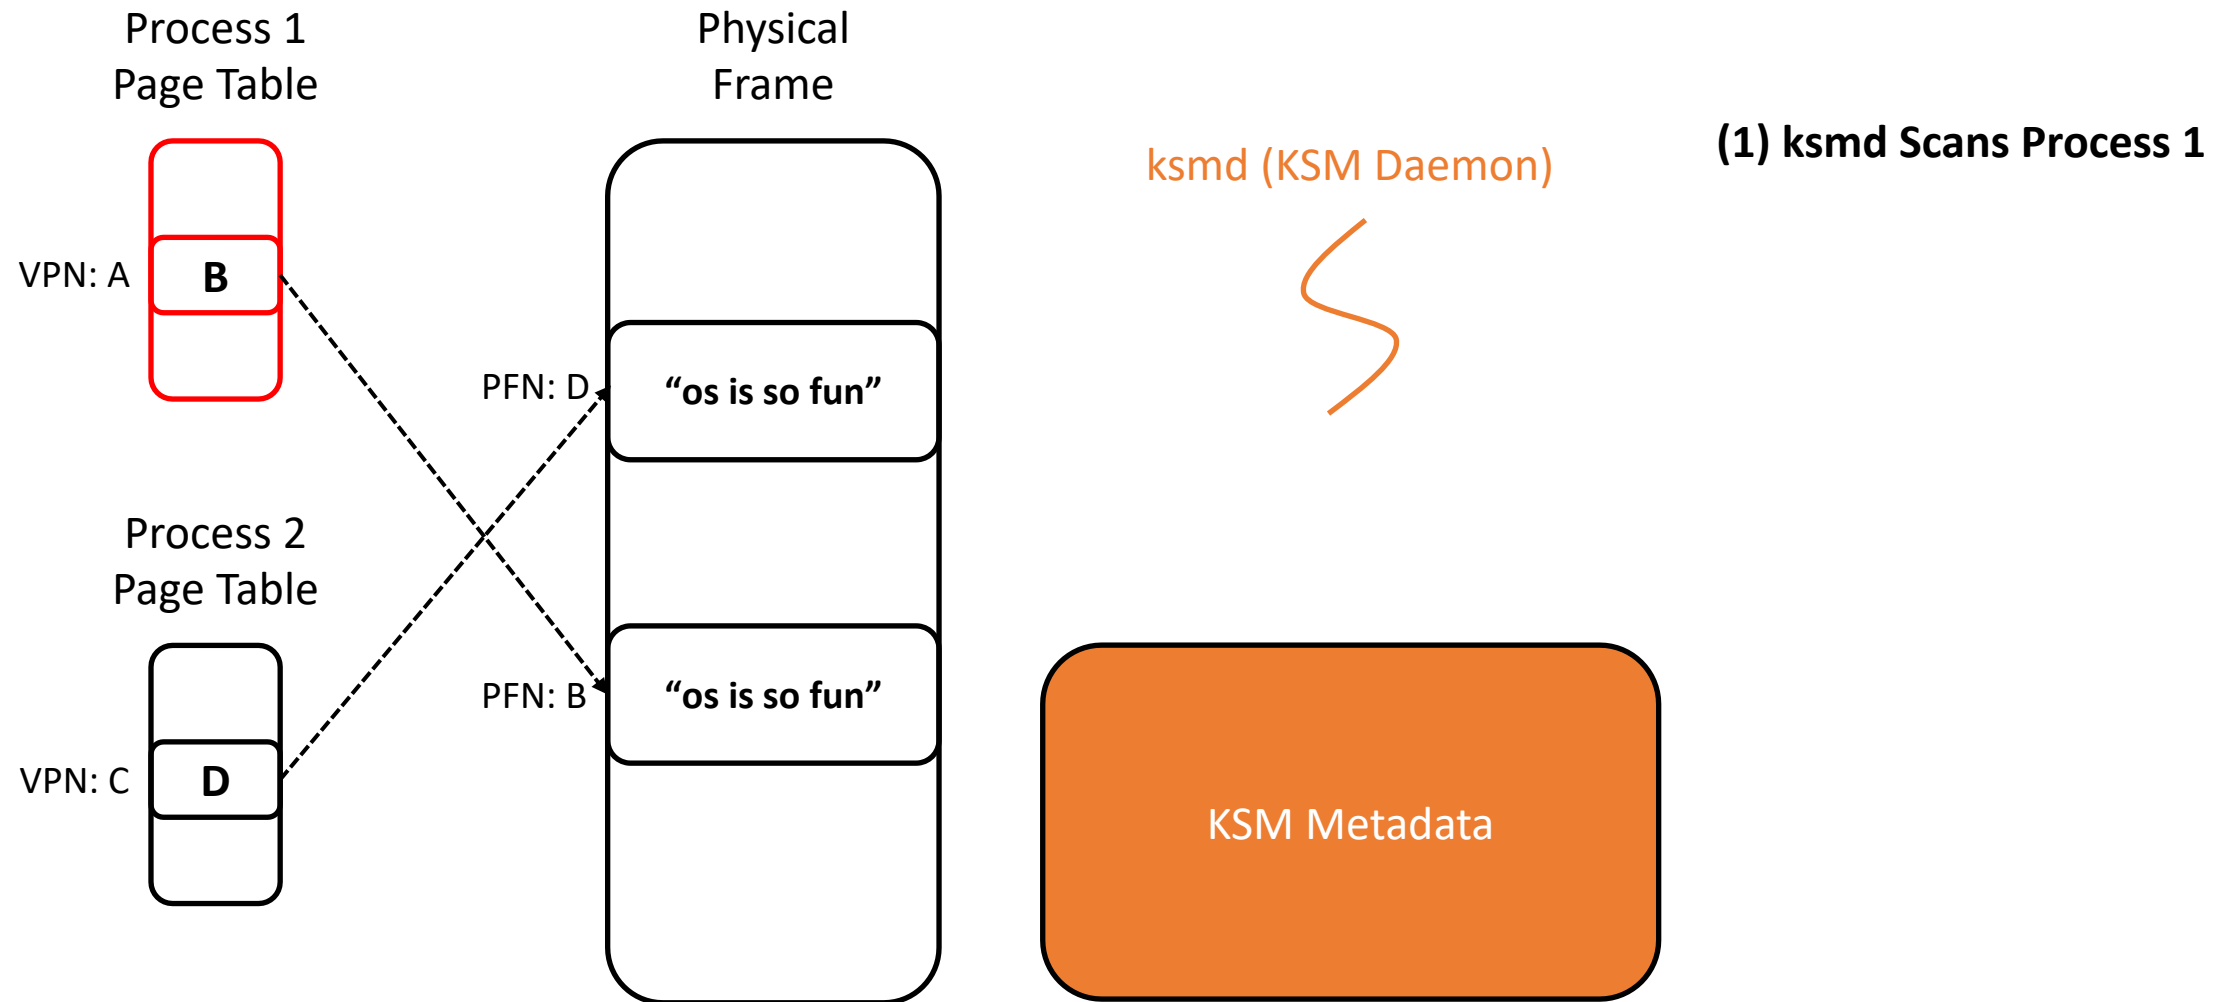 Process 1
Page Table
VPN: A
B
Process 2
Page Table
VPN: C
D
Physical
Frame
PFN: D
“os is so fun”
PFN: B
“os is so fun”
ksmd (KSM Daemon)
KSM Metadata
(1) ksmd Scans Process 1